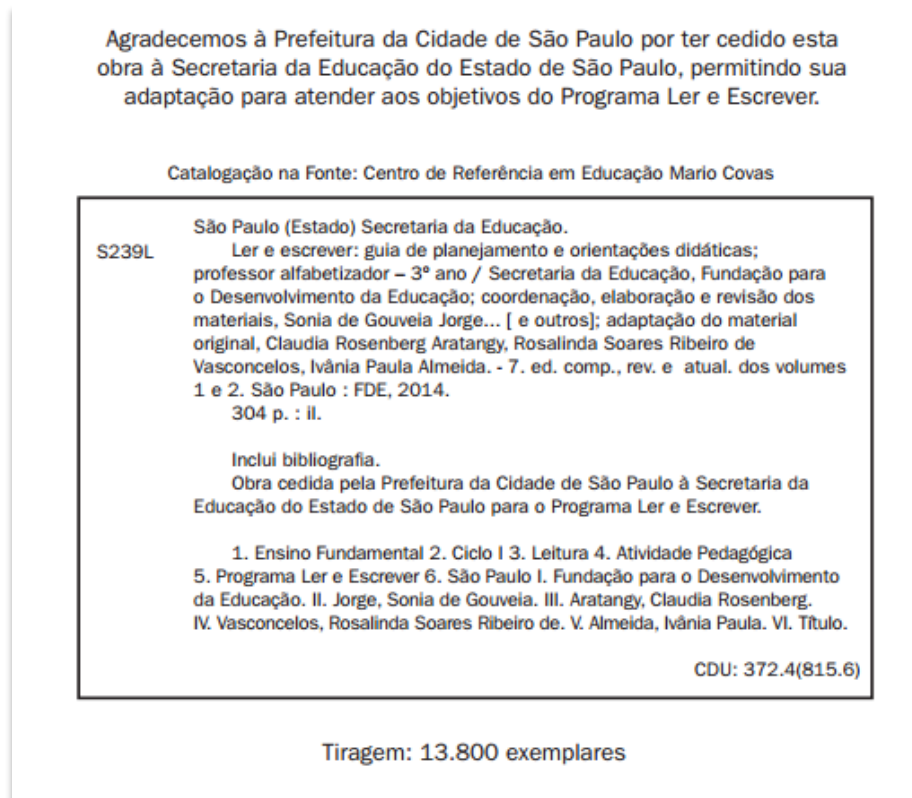 Agradecemos à Prefeitura da Cidade de São Paulo por ter cedido esta
obra à Secretaria da Educação do Estado de São Paulo, permitindo sua
adaptação para atender aos objetivos do Programa Ler e Escrever.
Catalogação na Fonte: Centro de Referência em Educação Mario Covas
São Paulo (Estado) Secretaria da Educação.
S239L Ler e escrever: guia de planejamento e orientações didáticas;
professor alfabetizador – 3º ano / Secretaria da Educação, Fundação para
o Desenvolvimento da Educação; coordenação, elaboração e revisão dos
materiais, Sonia de Gouveia Jorge... [ e outros]; adaptação do material
original, Claudia Rosenberg Aratangy, Rosalinda Soares Ribeiro de
Vasconcelos, Ivânia Paula Almeida. - 7. ed. comp., rev. e atual. dos volumes
1 e 2. São Paulo : FDE, 2014.
304 p. : il.
Inclui bibliografia.
Obra cedida pela Prefeitura da Cidade de São Paulo à Secretaria da
Educação do Estado de São Paulo para o Programa Ler e Escrever.
1. Ensino Fundamental 2. Ciclo I 3. Leitura 4. Atividade Pedagógica
5. Programa Ler e Escrever 6. São Paulo I. Fundação para o Desenvolvimento
da Educação. II. Jorge, Sonia de Gouveia. III. Aratangy, Claudia Rosenberg.
IV. Vasconcelos, Rosalinda Soares Ribeiro de. V. Almeida, Ivânia Paula. VI. Título.
CDU: 372.4(815.6)
Tiragem: 13.800 exemplares